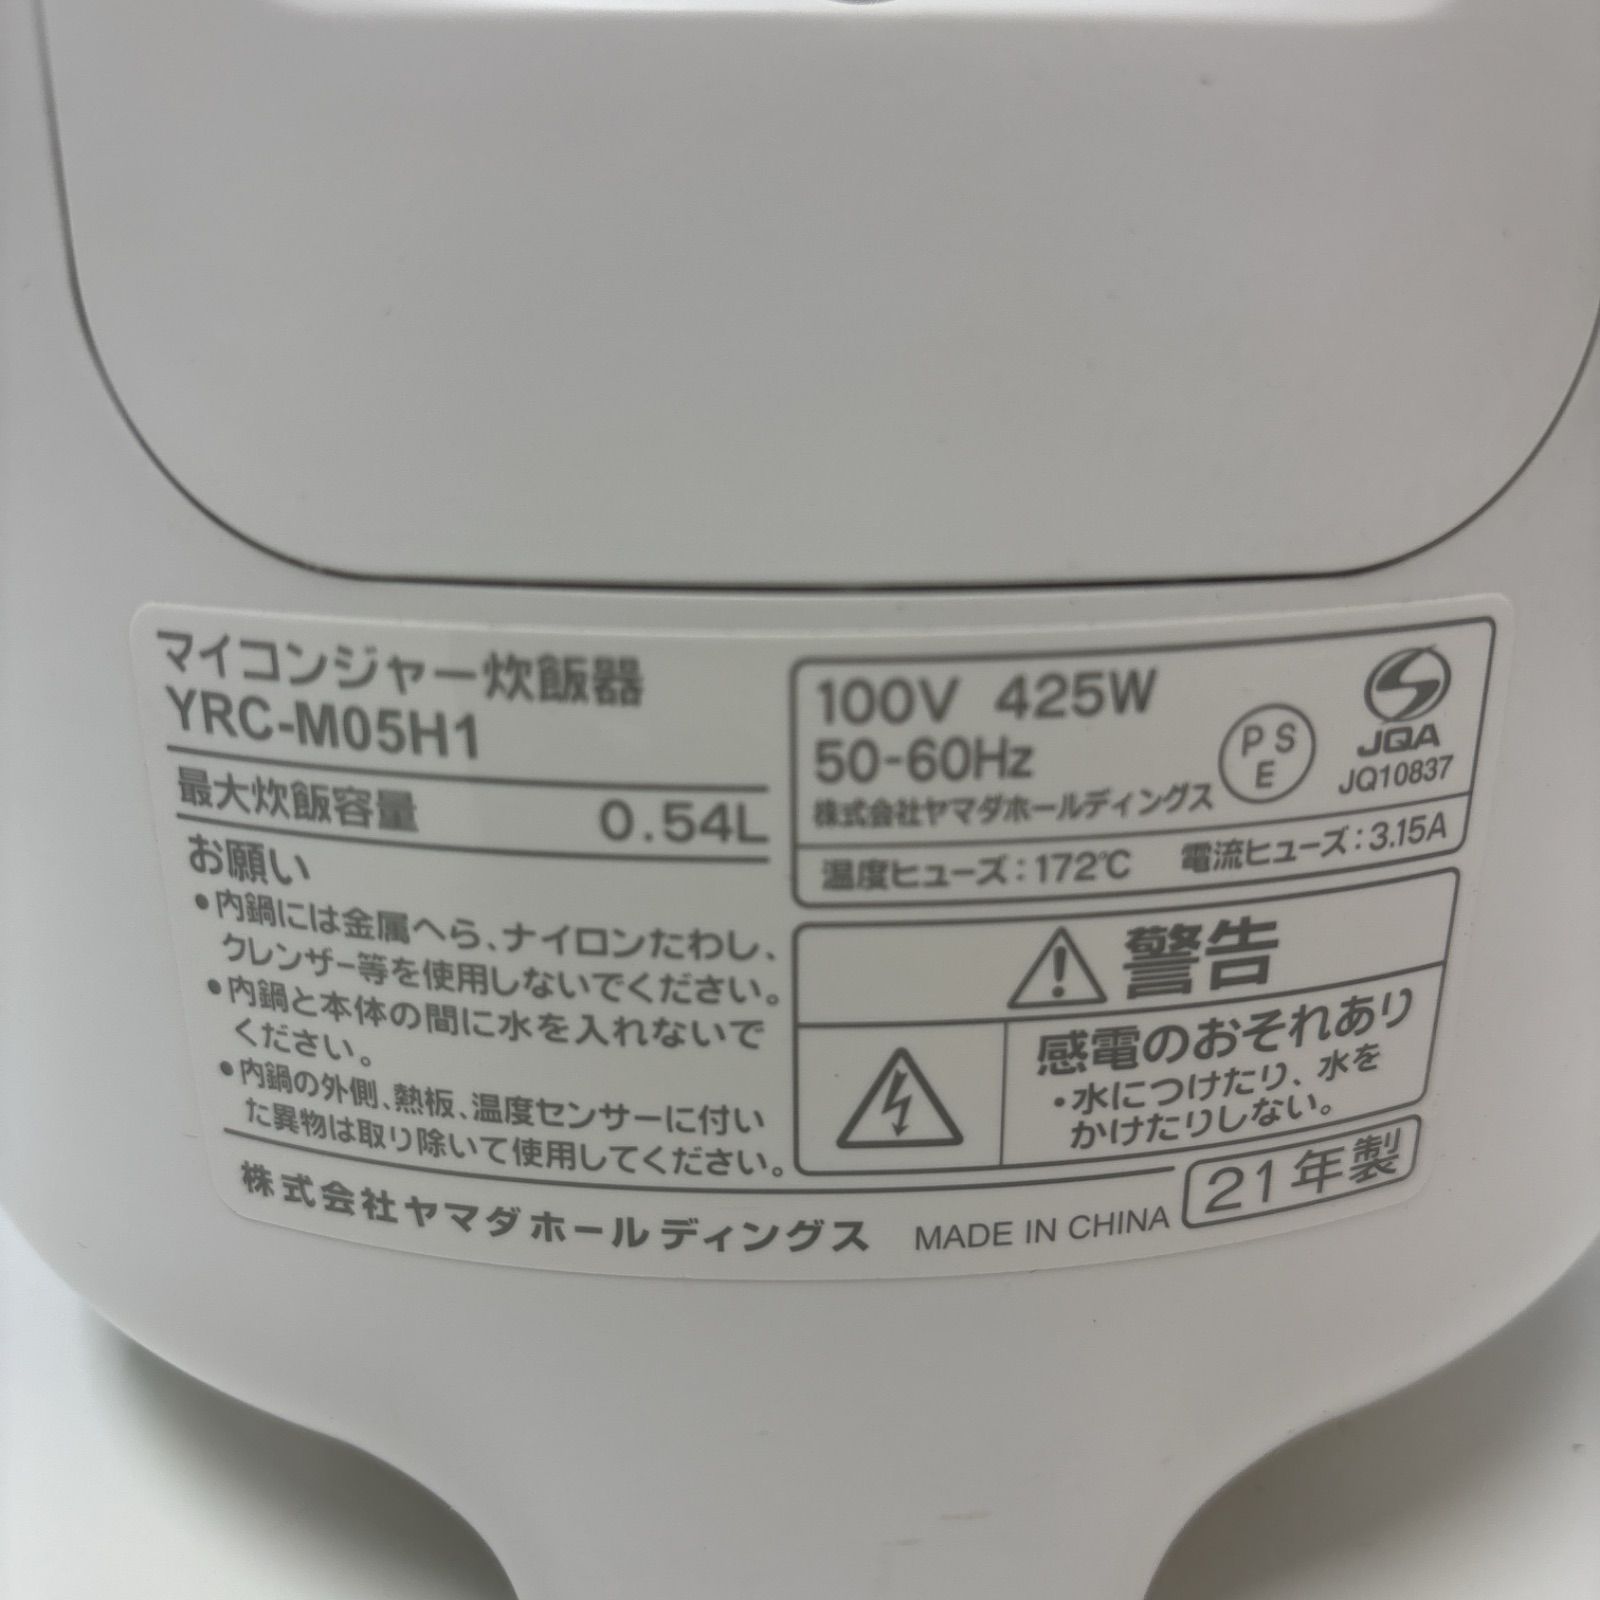 マイコンジャー炊飯器
YRC-M05H1
最大炊飯容量 0.54L
お願い
•内鍋には金属へら、ナイロンたわし、
クレンザー等を使用しないでください。
•内鍋と本体の間に水を入れないで
ください。
•内鍋の外側、熱板、温度センサーに付い
た異物は取り除いて使用してください。
100V 425W
50-60Hz
株式会社ヤマダホールディングス
PSE
JQA
JQ10837
温度ヒューズ:172℃ 電流ヒューズ:3.15A
警告
感電のおそれあり
•水につけたり、水を
かけたりしない。
株式会社ヤマダホールディングス MADE IN CHINA 21年製